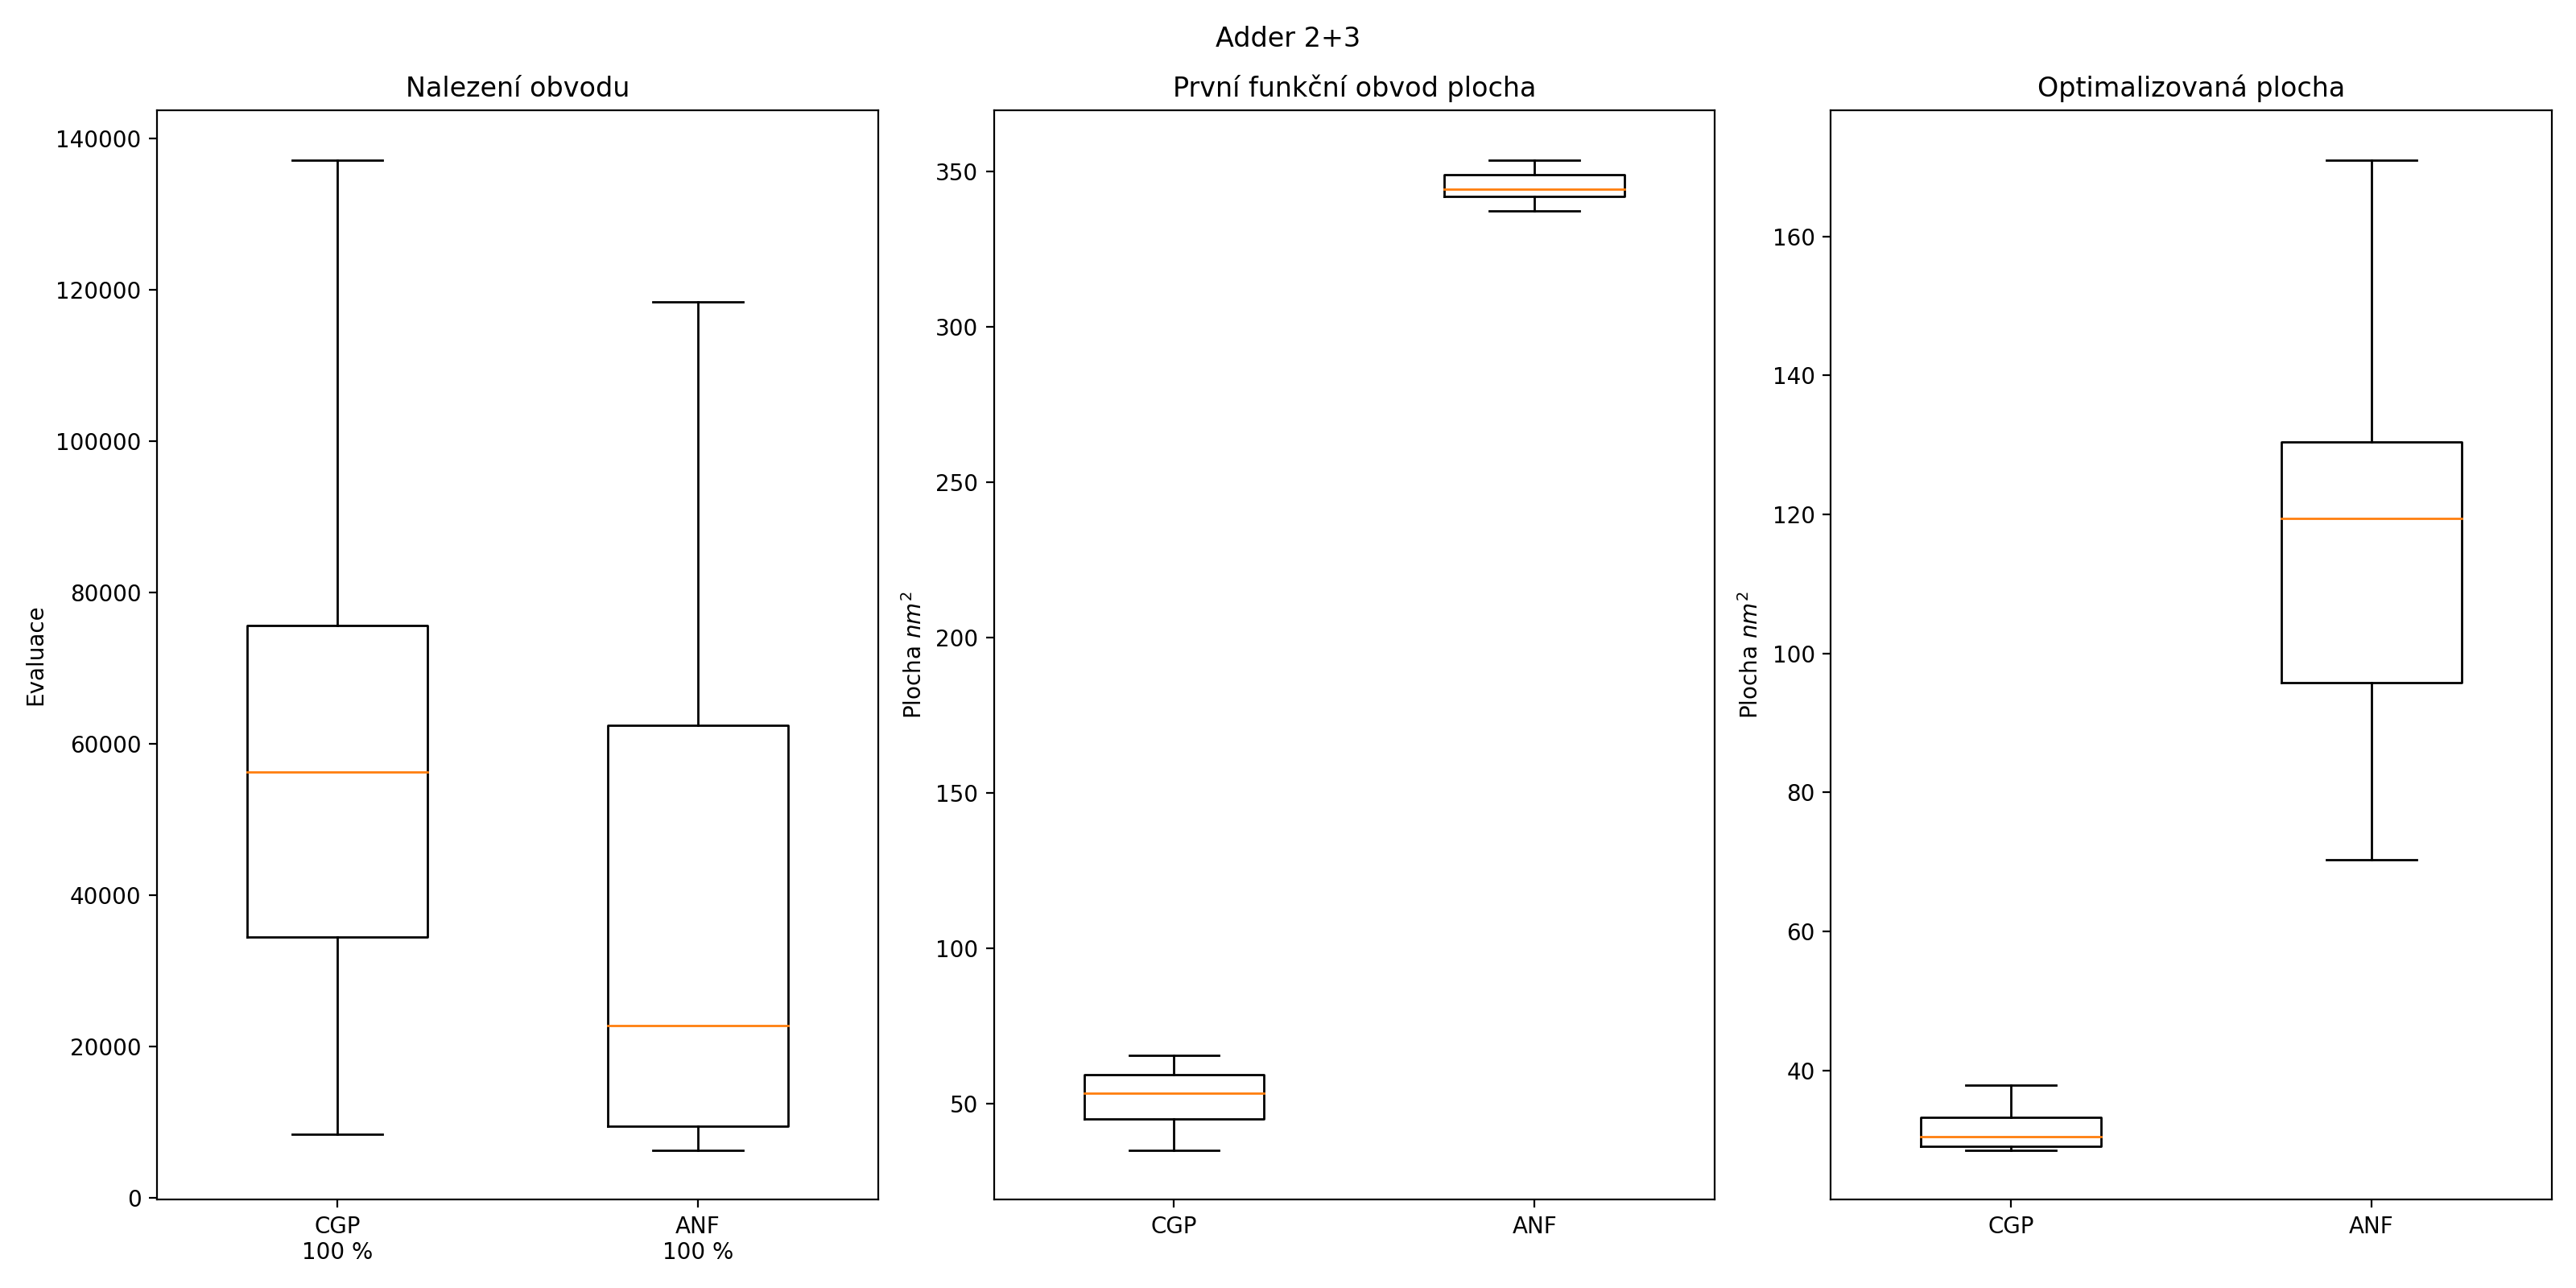 Adder 2+3
Nalezení obvodu
Evaluace
140000
120000
100000
80000
60000
40000
20000
0
CGP
100 %
ANF
100 %
První funkční obvod plocha
Plocha nm²
350
300
250
200
150
100
50
CGP
ANF
Optimalizovaná plocha
Plocha nm²
160
140
120
100
80
60
40
CGP
ANF